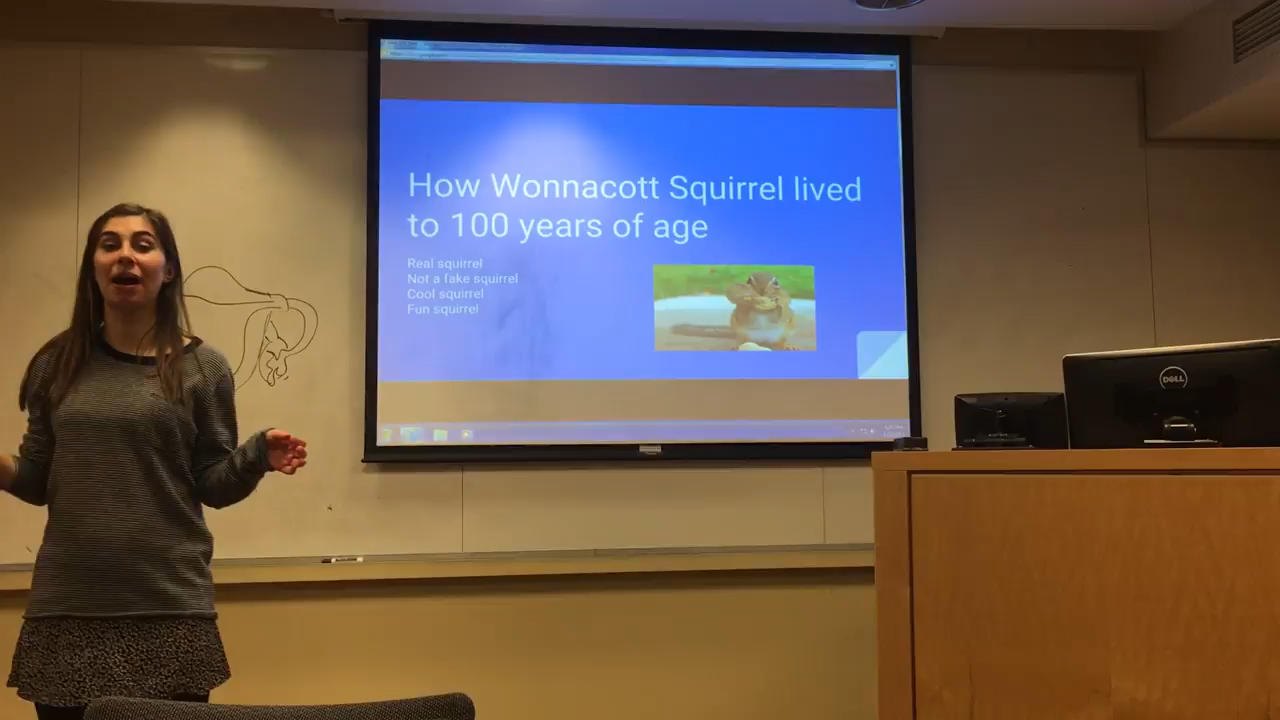 How Wonnacott Squirrel lived
to 100 years of age
Real squirrel
Not a fake squirrel
Cool squirrel
Fun squirrel
DELL